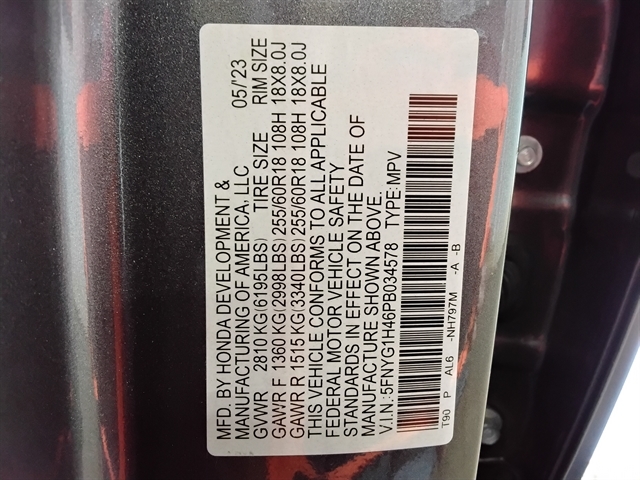 MFD. BY HONDA DEVELOPMENT &
MANUFACTURING OF AMERICA, LLC 05/23
GVWR 2810 KG (6195LBS) TIRE SIZE RIM SIZE
GAWR F 1360 KG (2998LBS) 255/60R18 108H 18X8.0J
GAWR R 1515 KG (3340LBS) 255/60R18 108H 18X8.0J
THIS VEHICLE CONFORMS TO ALL APPLICABLE
FEDERAL MOTOR VEHICLE SAFETY
STANDARDS IN EFFECT ON THE DATE OF
MANUFACTURE SHOWN ABOVE.
V.I.N.: 5FNYG1H46PB034578 TYPE: MPV
T90 P AL6 -NH797M -A -B